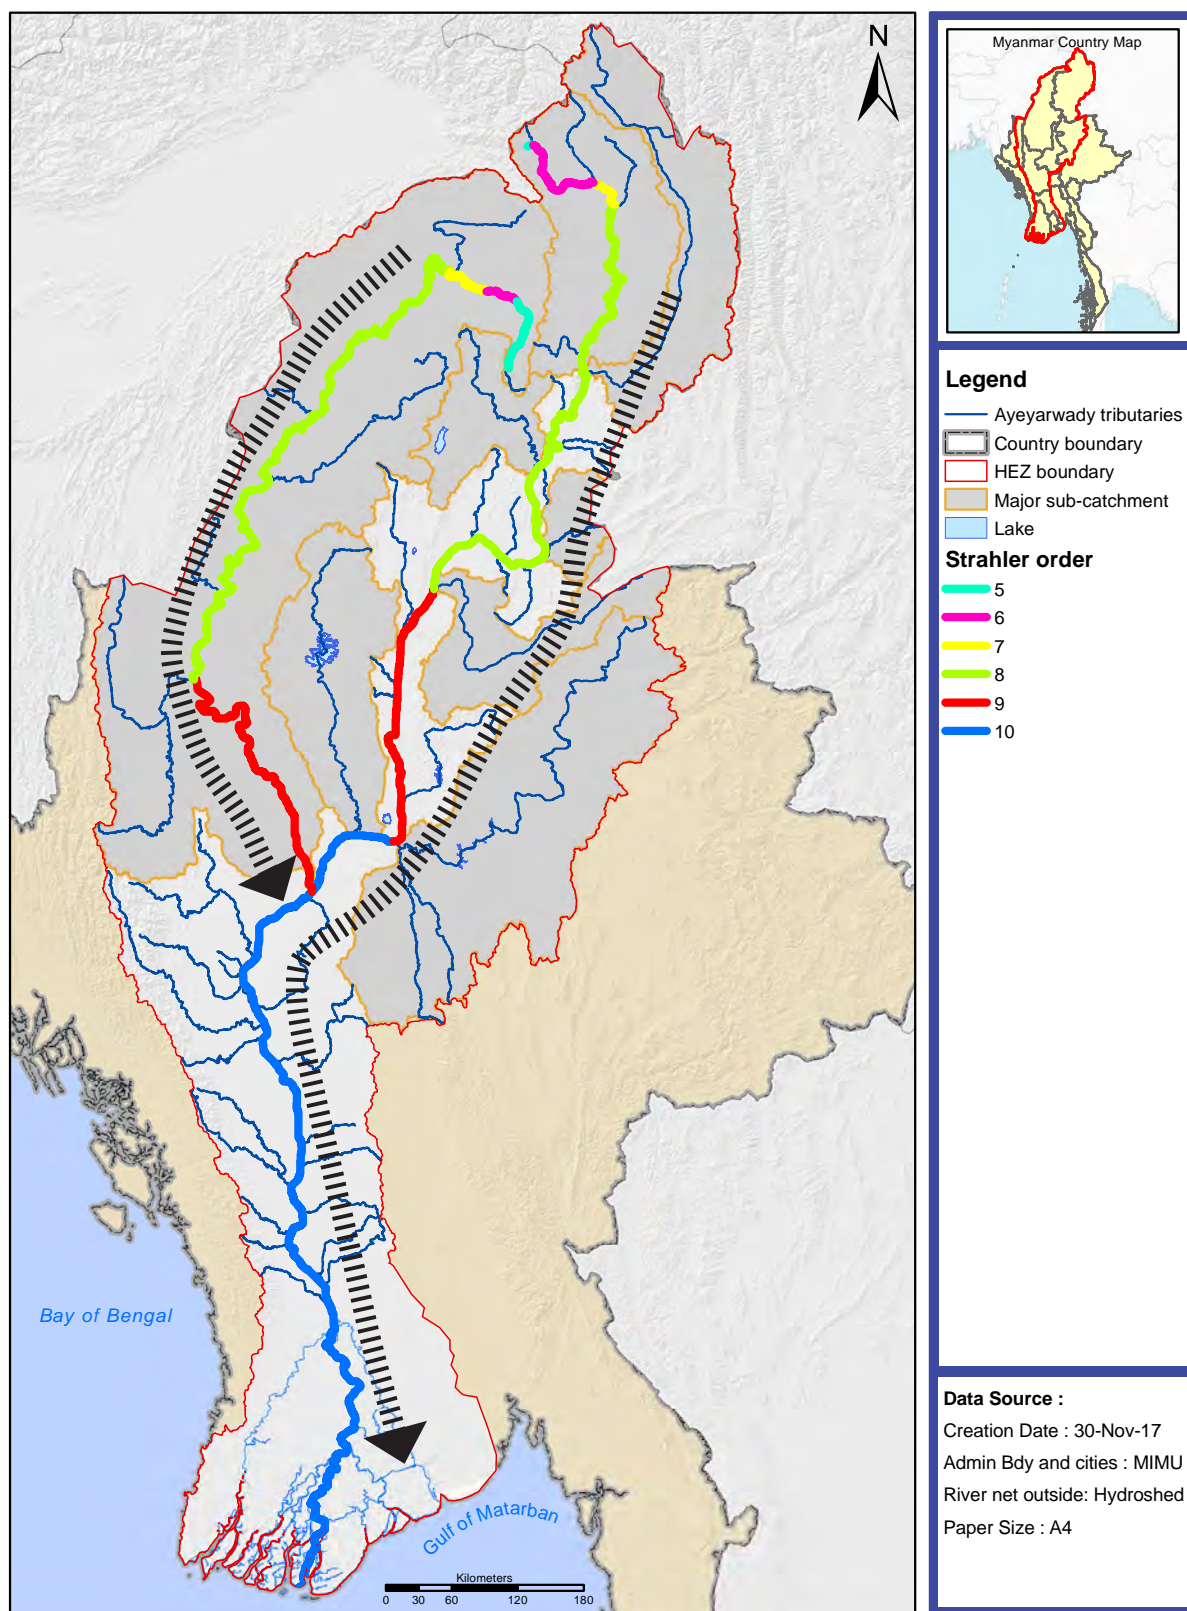 N
Bay of Bengal
Gulf of Matarban
Kilometers
0 30 60 120 180
Myanmar Country Map
Legend
Ayeyarwady tributaries
Country boundary
HEZ boundary
Major sub-catchment
Lake
Strahler order
5
6
7
8
9
10
Data Source :
Creation Date : 30-Nov-17
Admin Bdy and cities : MIMU
River net outside: Hydroshed
Paper Size : A4